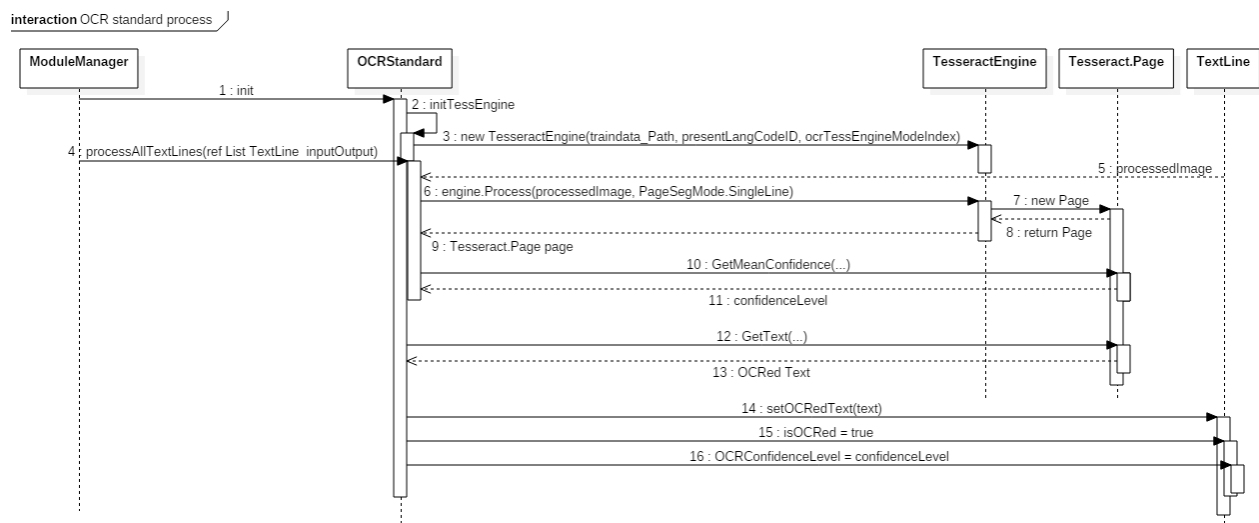 interaction OCR standard process
ModuleManager
OCRStandard
TesseractEngine
Tesseract.Page
TextLine
1 : init
2 : initTessEngine
3 : new TesseractEngine(traindata_Path, presentLangCodeID, ocrTessEngineModeIndex)
4 : processAllTextLines(ref List TextLine inputOutput)
5 : processedImage
6 : engine.Process(processedImage, PageSegMode.SingleLine)
7 : new Page
8 : return Page
9 : Tesseract.Page page
10 : GetMeanConfidence(...)
11 : confidenceLevel
12 : GetText(...)
13 : OCRed Text
14 : setOCRedText(text)
15 : isOCRed = true
16 : OCRConfidenceLevel = confidenceLevel